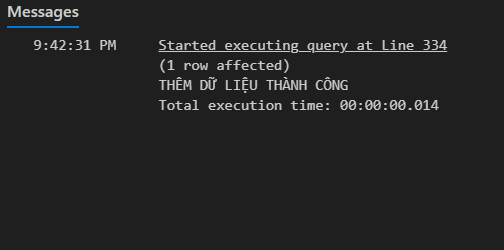 Messages
9:42:31 PM Started executing query at Line 334
(1 row affected)
THÊM DỮ LIỆU THÀNH CÔNG
Total execution time: 00:00:00.014